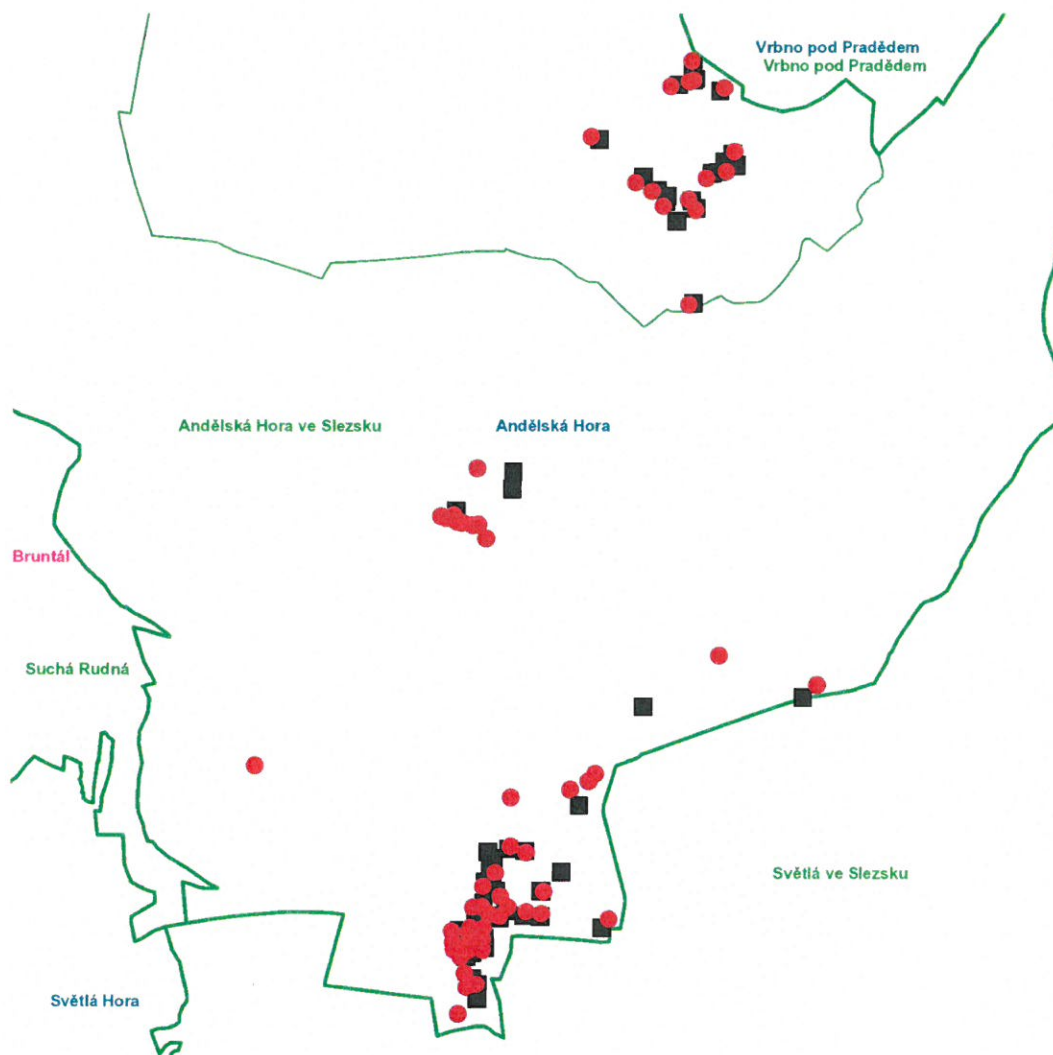 Vrbno pod Pradědem
Vrbno pod Pradědem
Andělská Hora ve Slezsku
Andělská Hora
Bruntál
Suchá Rudná
Světlá ve Slezsku
Světlá Hora